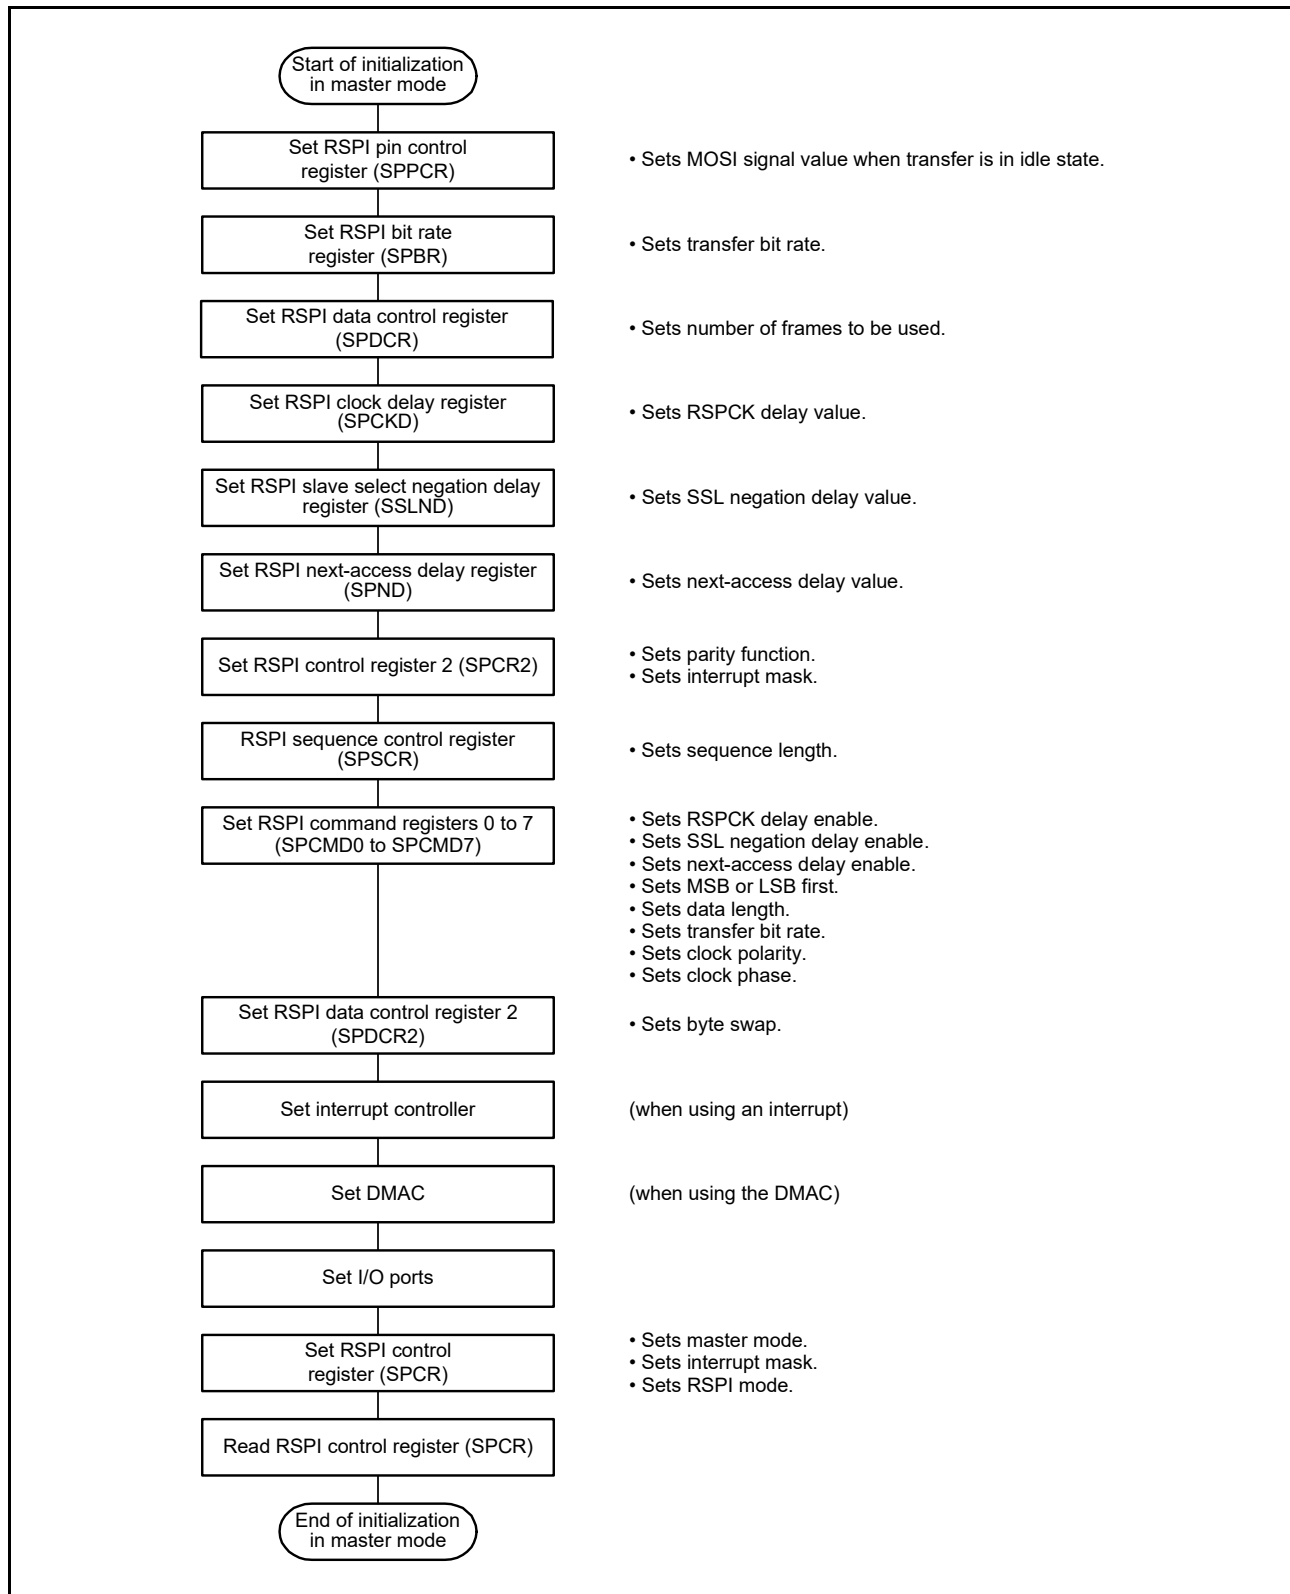 Start of initialization
in master mode
Set RSPI pin control
register (SPPCR)
• Sets MOSI signal value when transfer is in idle state.
Set RSPI bit rate
register (SPBR)
• Sets transfer bit rate.
Set RSPI data control register
(SPDCR)
• Sets number of frames to be used.
Set RSPI clock delay register
(SPCKD)
• Sets RSPCK delay value.
Set RSPI slave select negation delay
register (SSLND)
• Sets SSL negation delay value.
Set RSPI next-access delay register
(SPND)
• Sets next-access delay value.
Set RSPI control register 2 (SPCR2)
• Sets parity function.
• Sets interrupt mask.
RSPI sequence control register
(SPSCR)
• Sets sequence length.
Set RSPI command registers 0 to 7
(SPCMD0 to SPCMD7)
• Sets RSPCK delay enable.
• Sets SSL negation delay enable.
• Sets next-access delay enable.
• Sets MSB or LSB first.
• Sets data length.
• Sets transfer bit rate.
• Sets clock polarity.
• Sets clock phase.
Set RSPI data control register 2
(SPDCR2)
• Sets byte swap.
Set interrupt controller
(when using an interrupt)
Set DMAC
(when using the DMAC)
Set I/O ports
Set RSPI control
register (SPCR)
• Sets master mode.
• Sets interrupt mask.
• Sets RSPI mode.
Read RSPI control register (SPCR)
End of initialization
in master mode